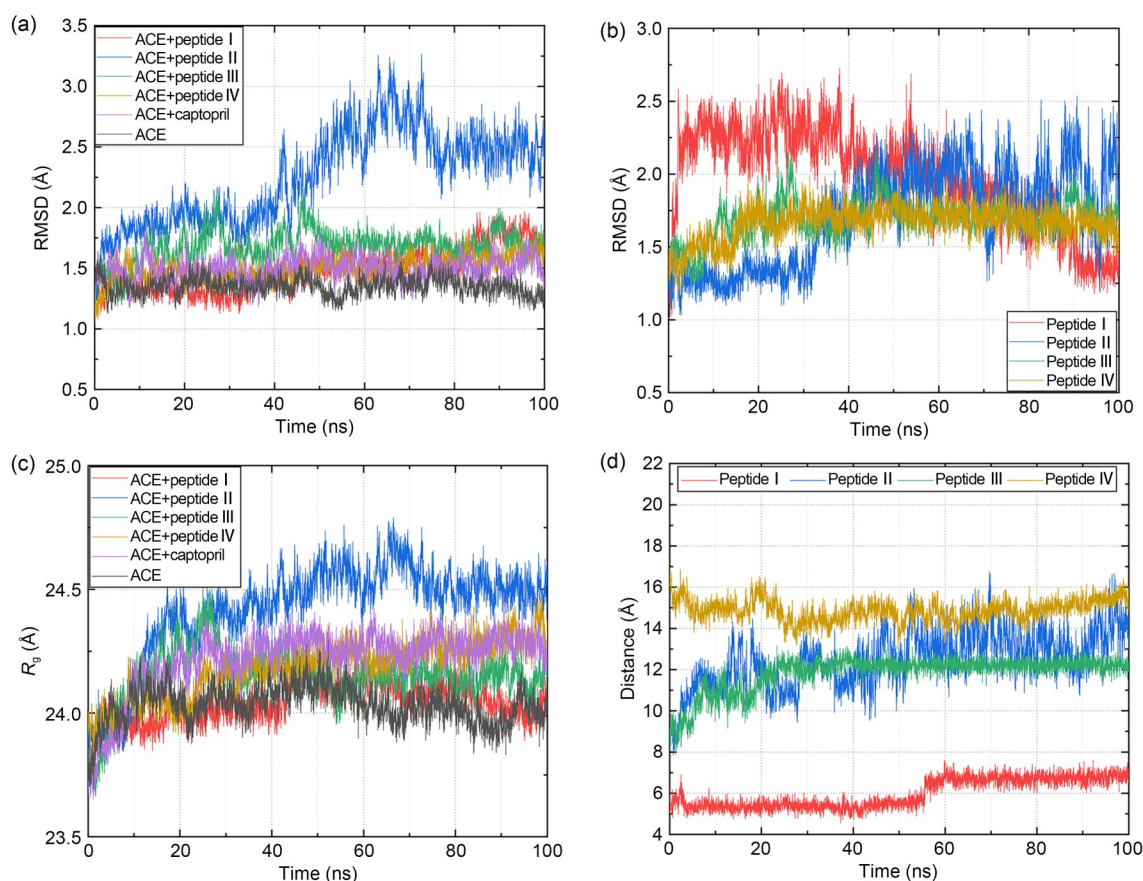 (a)
3.5
3.0
2.5
2.0
1.5
1.0
0.5
RMSD (Å)
ACE+peptide I
ACE+peptide II
ACE+peptide III
ACE+peptide IV
ACE+captopril
ACE
0 20 40 60 80 100
Time (ns)
(b)
3.0
2.5
2.0
1.5
1.0
0.5
RMSD (Å)
Peptide I
Peptide II
Peptide III
Peptide IV
0 20 40 60 80 100
Time (ns)
(c)
25.0
24.5
24.0
23.5
Rg (Å)
ACE+peptide I
ACE+peptide II
ACE+peptide III
ACE+peptide IV
ACE+captopril
ACE
0 20 40 60 80 100
Time (ns)
(d)
22
20
18
16
14
12
10
8
6
4
Distance (Å)
Peptide I Peptide II Peptide III Peptide IV
0 20 40 60 80 100
Time (ns)